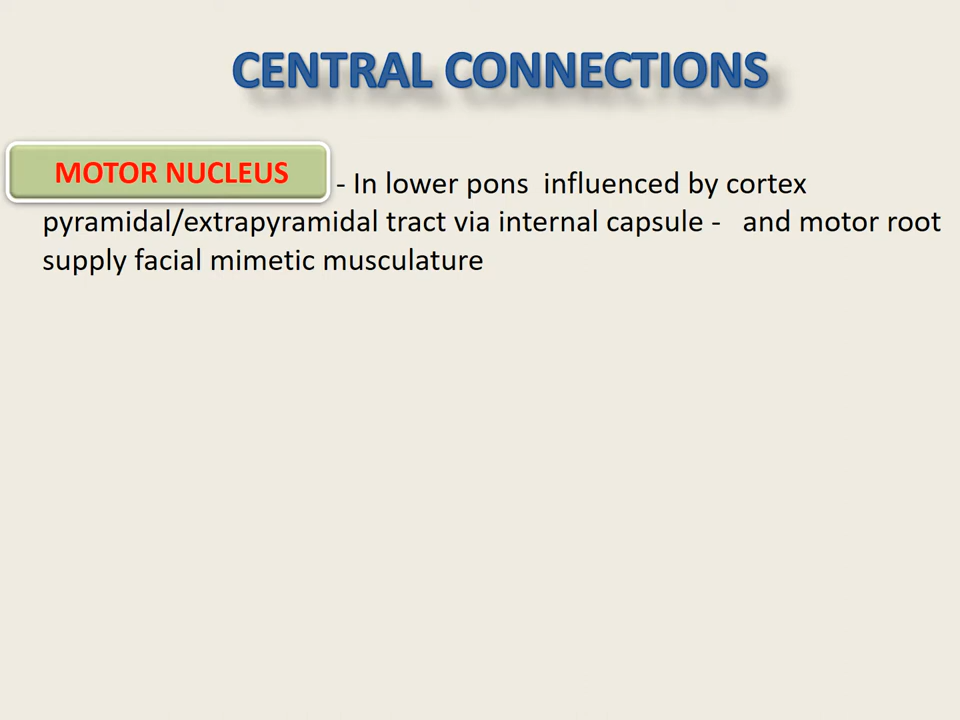 CENTRAL CONNECTIONS
MOTOR NUCLEUS
- In lower pons influenced by cortex
pyramidal/extrapyramidal tract via internal capsule - and motor root
supply facial mimetic musculature